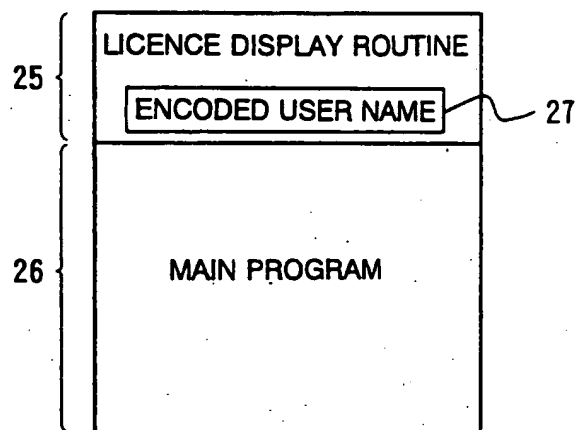 LICENCE DISPLAY ROUTINE
25
ENCODED USER NAME
27
26
MAIN PROGRAM